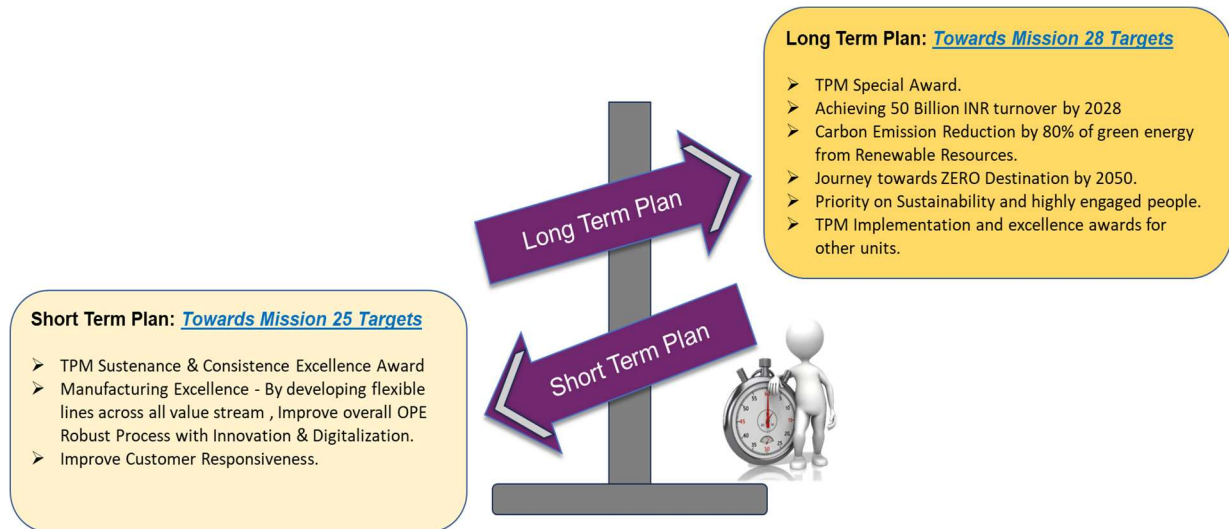 Long Term Plan: Towards Mission 28 Targets
➢ TPM Special Award.
➢ Achieving 50 Billion INR turnover by 2028
➢ Carbon Emission Reduction by 80% of green energy
from Renewable Resources.
➢ Journey towards ZERO Destination by 2050.
➢ Priority on Sustainability and highly engaged people.
➢ TPM Implementation and excellence awards for
other units.
Long Term Plan
Short Term Plan
Short Term Plan: Towards Mission 25 Targets
➢ TPM Sustenance & Consistence Excellence Award
➢ Manufacturing Excellence - By developing flexible
lines across all value stream , Improve overall OPE
Robust Process with Innovation & Digitalization.
➢ Improve Customer Responsiveness.